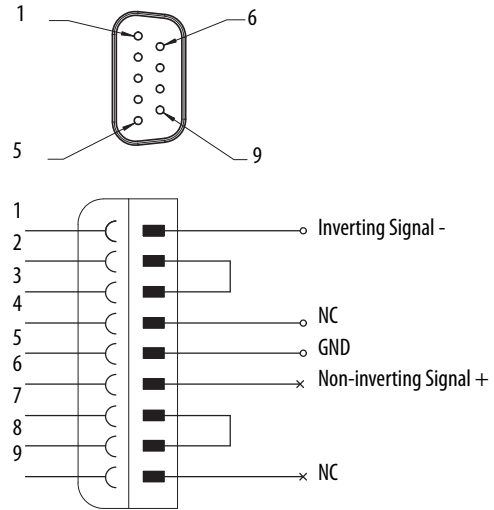 1
6
5
9
1
Inverting Signal -
2
3
4
NC
5
GND
6
Non-inverting Signal +
7
8
9
NC